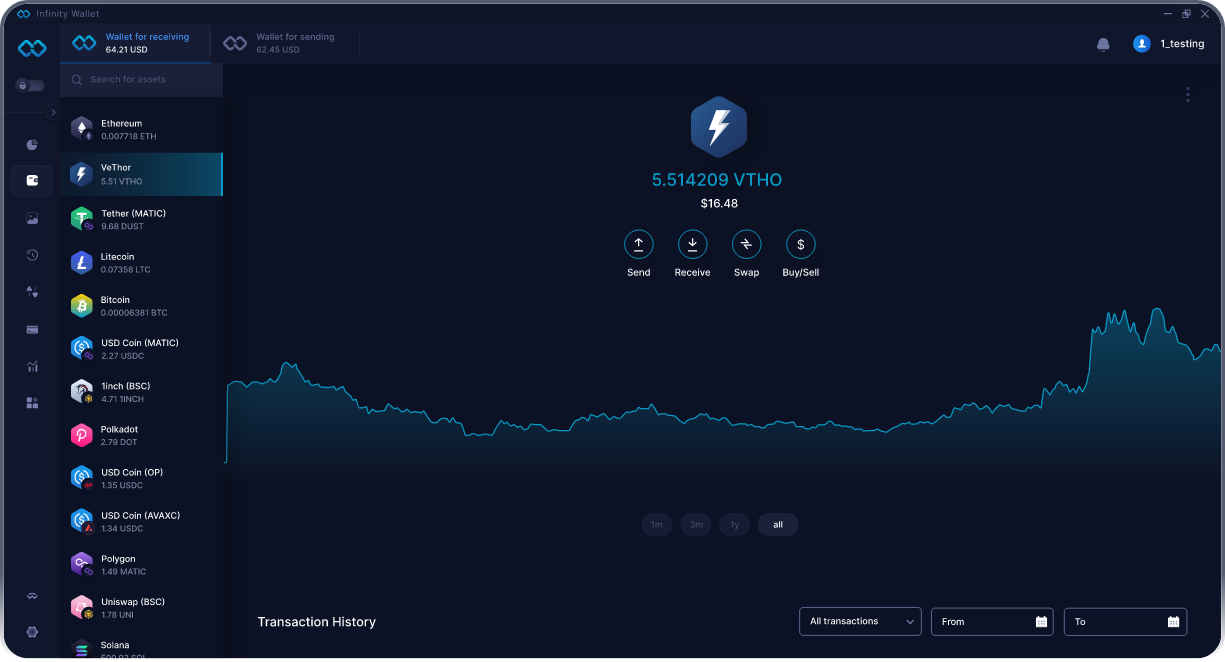 Infinity Wallet
Wallet for receiving
64.21 USD
Wallet for sending
62.45 USD
1_testing
Search for assets
Ethereum
0.007718 ETH
VeThor
5.51 VTHO
Tether (MATIC)
9.68 DUST
Litecoin
0.07358 LTC
Bitcoin
0.00006381 BTC
USD Coin (MATIC)
2.27 USDC
1inch (BSC)
4.71 1INCH
Polkadot
2.79 DOT
USD Coin (OP)
1.35 USDC
USD Coin (AVAXC)
1.34 USDC
Polygon
1.49 MATIC
Uniswap (BSC)
1.78 UNI
Solana
5.514209 VTHO
$16.48
Send
Receive
Swap
Buy/Sell
1m
3m
1y
all
Transaction History
All transactions
From
To